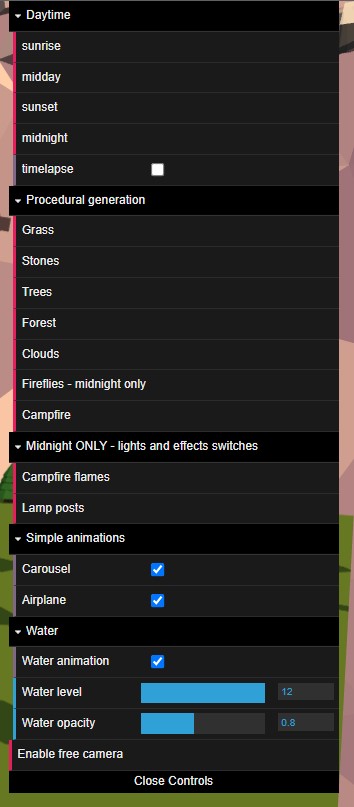 Daytime
sunrise
midday
sunset
midnight
timelapse
Procedural generation
Grass
Stones
Trees
Forest
Clouds
Fireflies - midnight only
Campfire
Midnight ONLY - lights and effects switches
Campfire flames
Lamp posts
Simple animations
Carousel
Airplane
Water
Water animation
Water level 12
Water opacity 0.8
Enable free camera
Close Controls